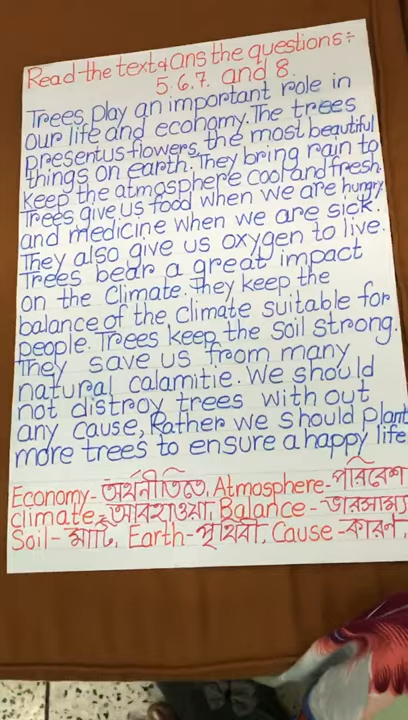 Read the text & ans the questions÷
5.6.7. and 8.
Trees Play an important role in
our life and economy. The trees
present us flowers, the most beautiful
things on earth. They bring rain to
keep the atmosphere cool and fresh.
Trees give us food when we are hungry
and medicine when we are sick.
They also give us oxygen to live.
Trees bear a great impact
on the Climate. They keep the
balance of the climate suitable for
people. Trees keep the Soil strong.
They save us from many
natural calamitie. We should
not distroy trees with out
any cause, Rather we should plant
more trees to ensure a happy life
Economy- অর্থনীতিতে, Atmosphere- পরিবেশ
climate- আবহাওয়া, Balance - ভারসাম্য
Soil- মাটি, Earth- পৃথিবী, Cause- কারণ,